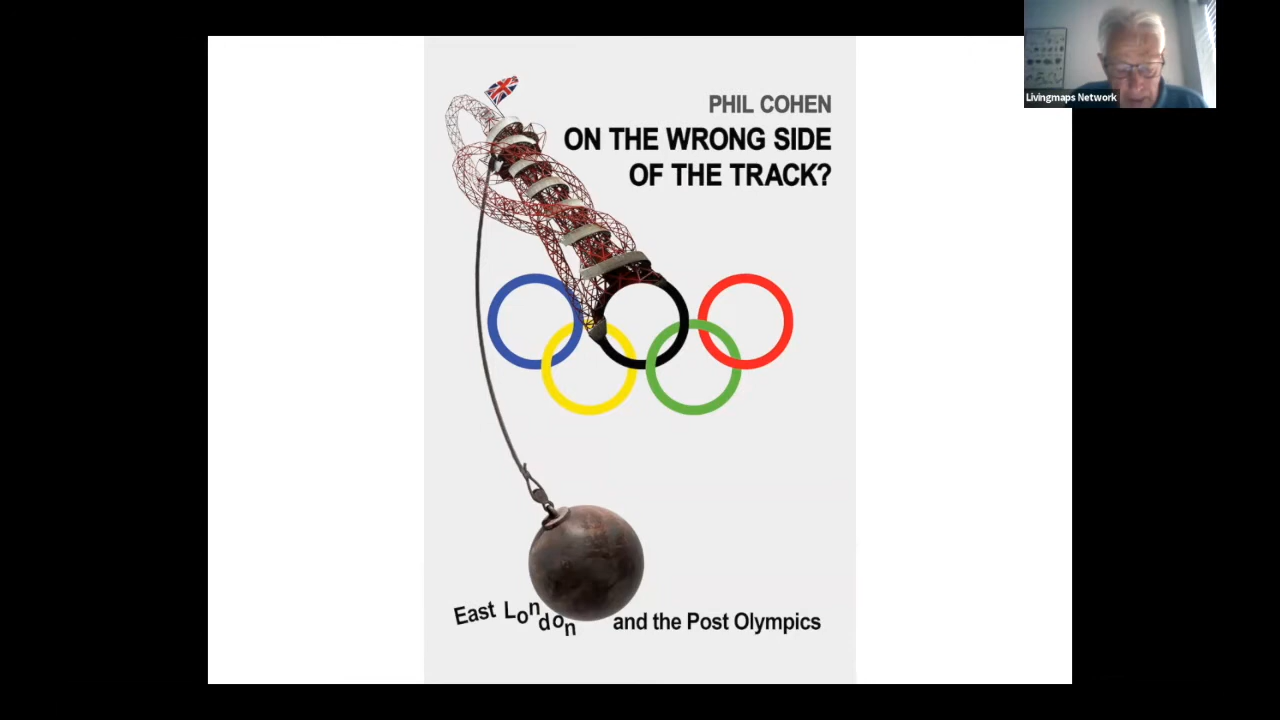 PHIL COHEN
ON THE WRONG SIDE
OF THE TRACK?
East London and the Post Olympics
Livingmaps Network